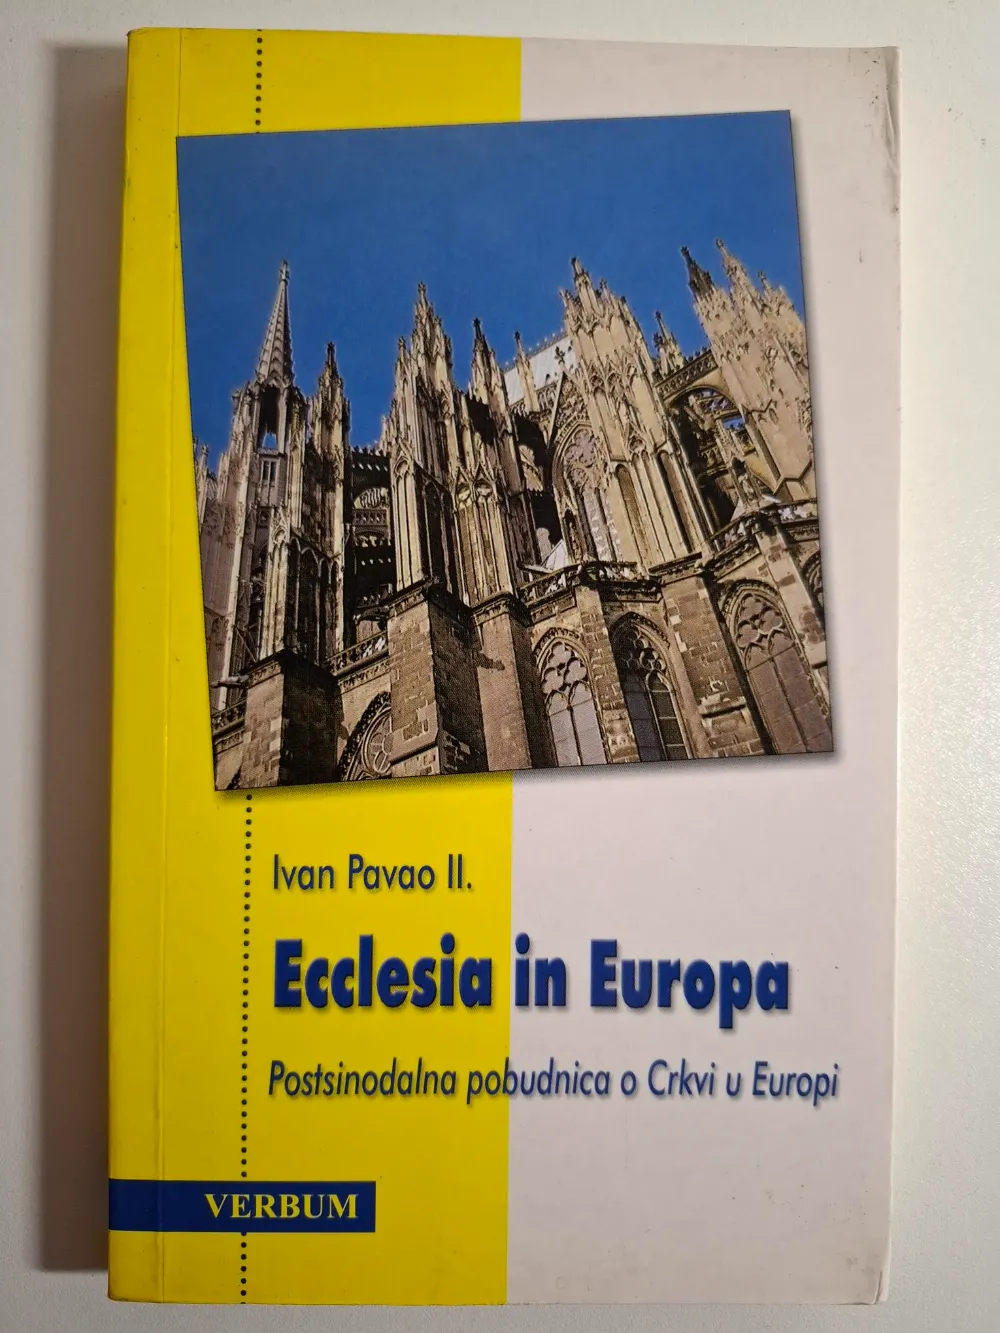 Ivan Pavao II.
Ecclesia in Europa
Postsinodalna pobudnica o Crkvi u Europi
VERBUM